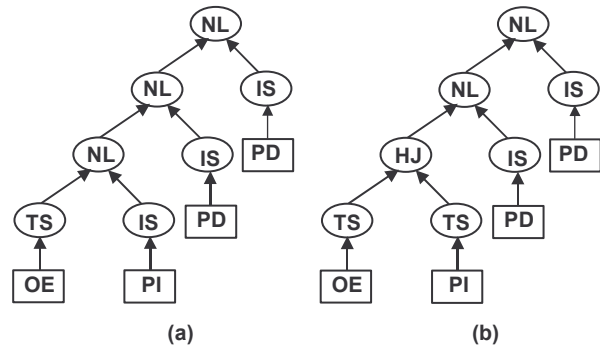 NL NL
NL IS NL IS
NL IS PD HJ IS PD
TS IS PD TS TS PD
OE PI OE PI
(a) (b)